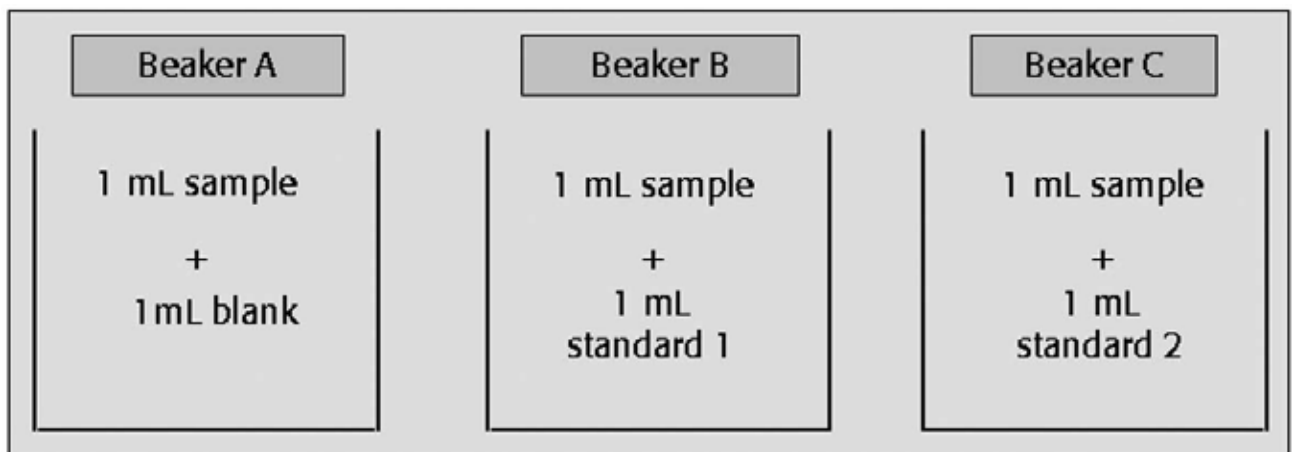 Beaker A
1 mL sample
+
1mL blank
Beaker B
1 mL sample
+
1 mL
standard 1
Beaker C
1 mL sample
+
1 mL
standard 2